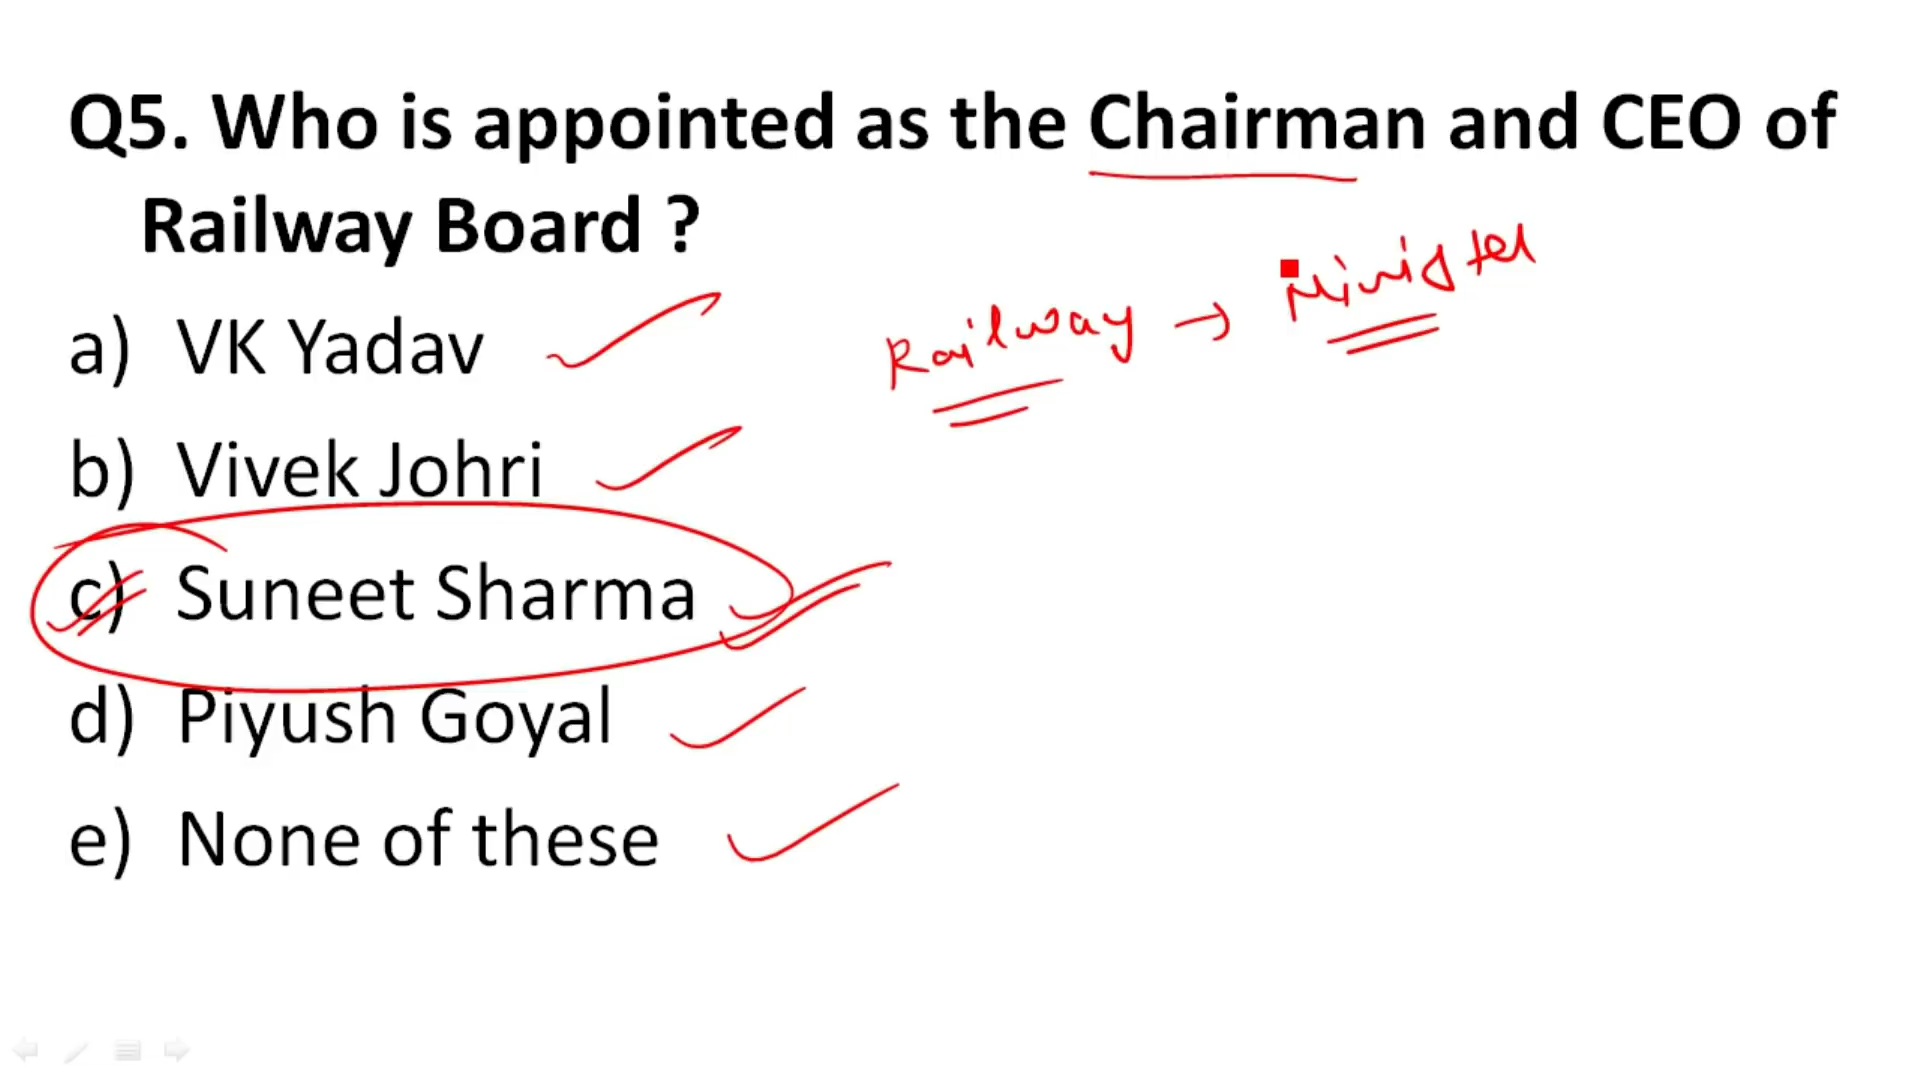 Q5. Who is appointed as the Chairman and CEO of
Railway Board ?
Railway → Minister
a) VK Yadav
b) Vivek Johri
c) Suneet Sharma
d) Piyush Goyal
e) None of these